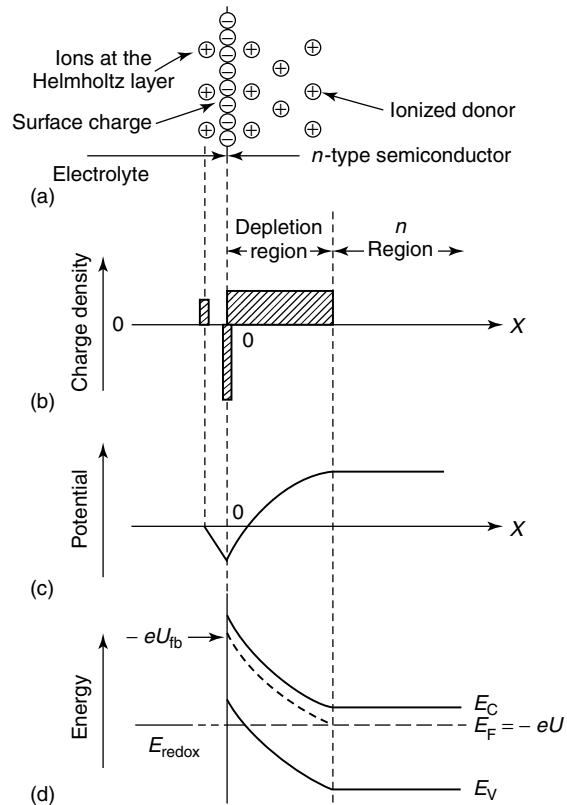 Ions at the
Helmholtz layer
Surface charge
Ionized donor
Electrolyte
n-type semiconductor
(a)
Depletion
region
n
Region
Charge density
0
0
X
(b)
Potential
0
X
(c)
Energy
– eU_fb
E_C
E_F = – eU
E_redox
E_V
(d)